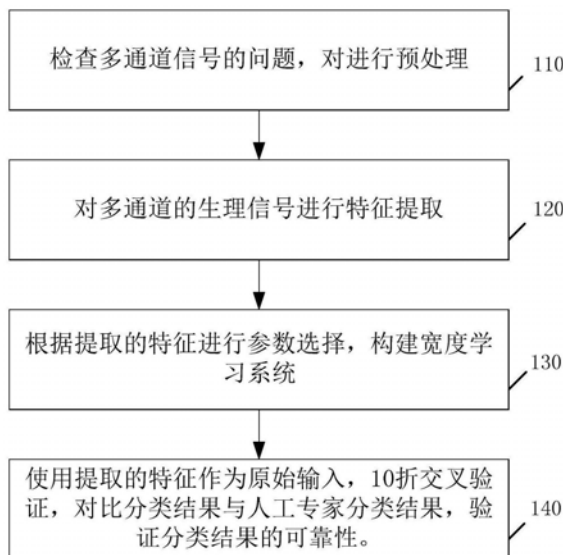 检查多通道信号的问题，对进行预处理
110
对多通道的生理信号进行特征提取
120
根据提取的特征进行参数选择，构建宽度学
习系统
130
使用提取的特征作为原始输入，10折交叉验
证，对比分类结果与人工专家分类结果，验
证分类结果的可靠性。
140